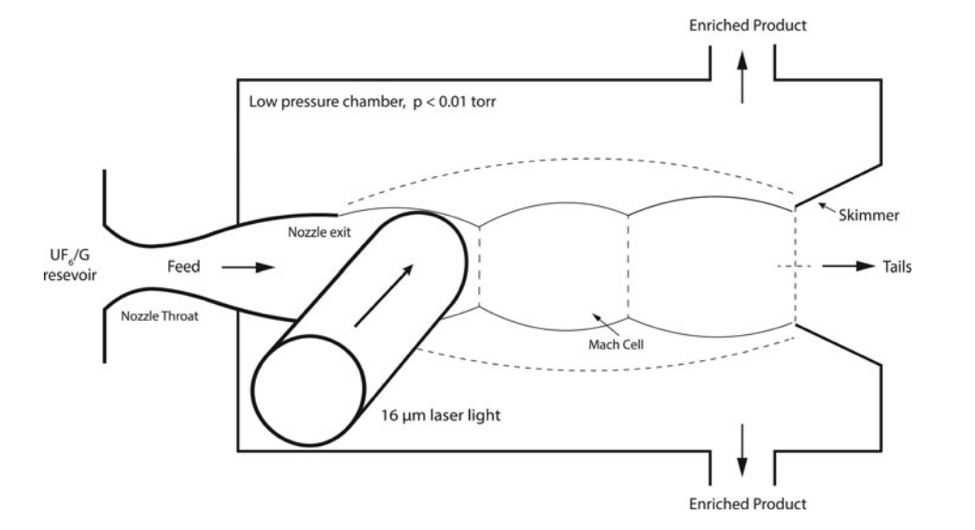 Enriched Product
Low pressure chamber, p < 0.01 torr
Skimmer
Nozzle exit
UF6/G
resevoir
Feed
Tails
Nozzle Throat
Mach Cell
16 µm laser light
Enriched Product